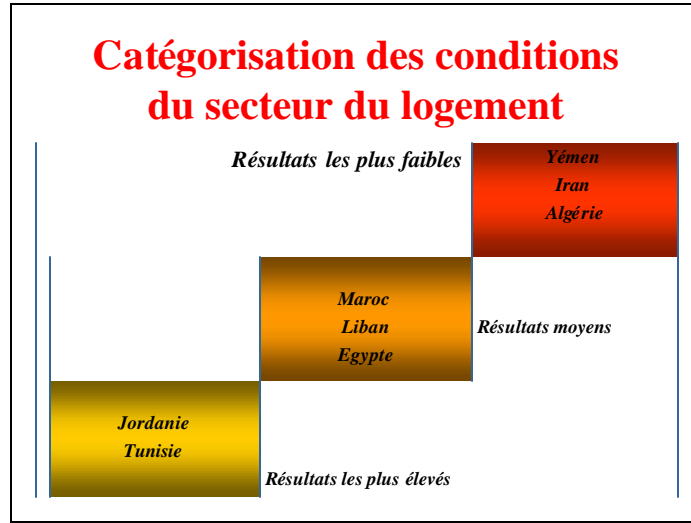 Catégorisation des conditions
du secteur du logement
Résultats les plus faibles
Yémen
Iran
Algérie
Maroc
Liban
Egypte
Résultats moyens
Jordanie
Tunisie
Résultats les plus élevés